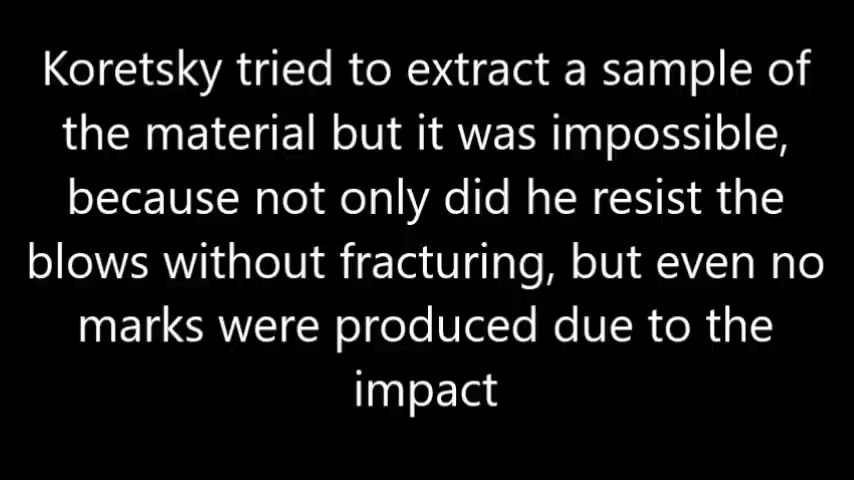 Koretsky tried to extract a sample of
the material but it was impossible,
because not only did he resist the
blows without fracturing, but even no
marks were produced due to the
impact